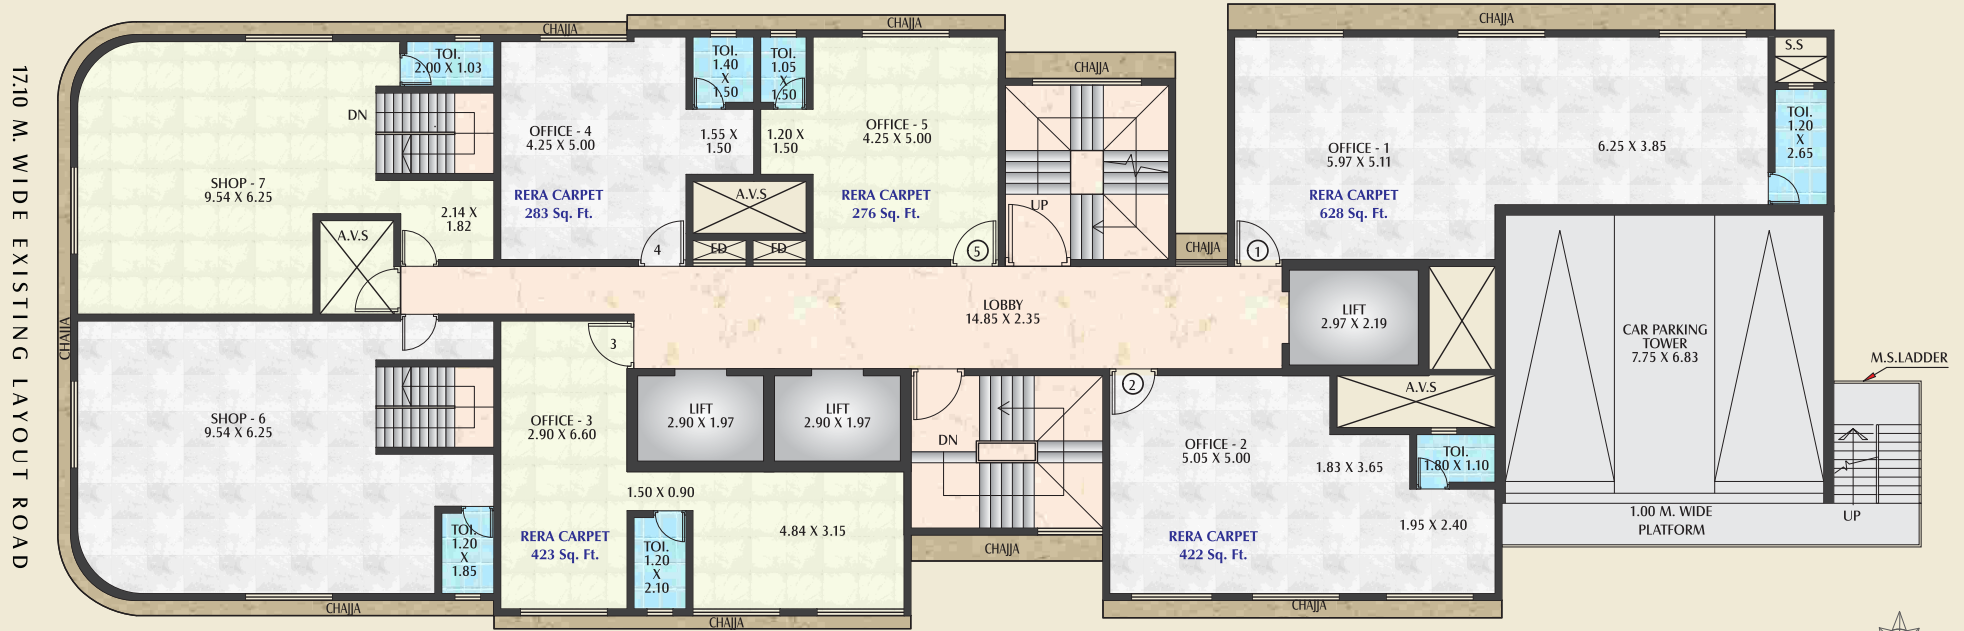 17.10 M. WIDE EXISTING LAYOUT ROAD
CHAJJA
CHAJJA
CHAJJA
CHAJJA
TOI.
2.00 X 1.03
DN
SHOP - 7
9.54 X 6.25
2.14 X
1.82
A.V.S
OFFICE - 4
4.25 X 5.00
RERA CARPET
283 Sq. Ft.
4
TOI.
1.40
X
1.50
1.55 X
1.50
TOI.
1.05
X
1.50
1.20 X
1.50
A.V.S
ED
ED
OFFICE - 5
4.25 X 5.00
RERA CARPET
276 Sq. Ft.
5
CHAJJA
UP
CHAJJA
CHAJJA
OFFICE - 1
5.97 X 5.11
RERA CARPET
628 Sq. Ft.
1
6.25 X 3.85
S.S
TOI.
1.20
X
2.65
LOBBY
14.85 X 2.35
LIFT
2.97 X 2.19
CAR PARKING
TOWER
7.75 X 6.83
M.S.LADDER
UP
1.00 M. WIDE
PLATFORM
SHOP - 6
9.54 X 6.25
TOI.
1.20
X
1.85
CHAJJA
3
OFFICE - 3
2.90 X 6.60
RERA CARPET
423 Sq. Ft.
LIFT
2.90 X 1.97
LIFT
2.90 X 1.97
1.50 X 0.90
4.84 X 3.15
TOI.
1.20
X
2.10
CHAJJA
DN
CHAJJA
2
OFFICE - 2
5.05 X 5.00
RERA CARPET
422 Sq. Ft.
A.V.S
TOI.
1.80 X 1.10
1.83 X 3.65
1.95 X 2.40
CHAJJA